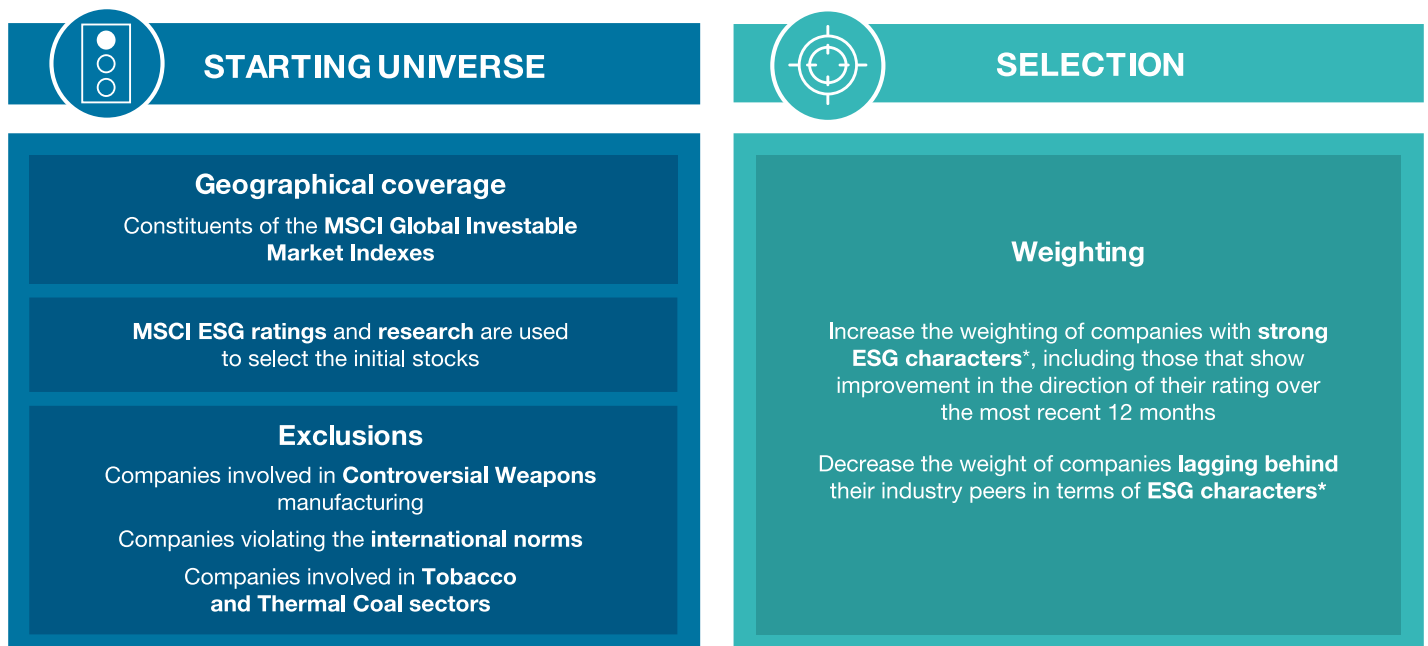 STARTING UNIVERSE
Geographical coverage
Constituents of the MSCI Global Investable
Market Indexes
MSCI ESG ratings and research are used
to select the initial stocks
Exclusions
Companies involved in Controversial Weapons
manufacturing
Companies violating the international norms
Companies involved in Tobacco
and Thermal Coal sectors
SELECTION
Weighting
Increase the weighting of companies with strong
ESG characters*, including those that show
improvement in the direction of their rating over
the most recent 12 months
Decrease the weight of companies lagging behind
their industry peers in terms of ESG characters*